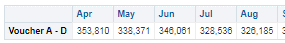 Apr May Jun Jul Aug
Voucher A - D 353,810 338,371 346,061 328,536 326,185